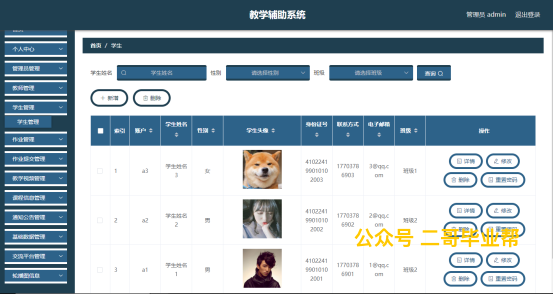 教学辅助系统
管理员 admin 退出登录
个人中心
管理员管理
教师管理
学生管理
学生管理
作业管理
作业提交管理
教学视频管理
课程信息管理
通知公告管理
基础数据管理
交流平台管理
轮播图信息
首页 / 学生
学生姓名 学生姓名 性别 请选择性别 班级 请选择班级 查询
+ 新增 删除
索引 账户 学生姓名 性别 学生头像 身份证号 联系方式 电子邮箱 班级 操作
1 a3 学生姓名3 女 410224199010102003 17703786903 3@qq.com 班级1 详情 修改 删除 重置密码
2 a2 学生姓名2 男 410224199010102002 17703786902 2@qq.com 班级2 详情 修改 删除 重置密码
3 a1 学生姓名1 男 410224199010102001 17703786901 1@qq.com 班级2 详情 修改 删除 重置密码
公众号 二哥毕业帮